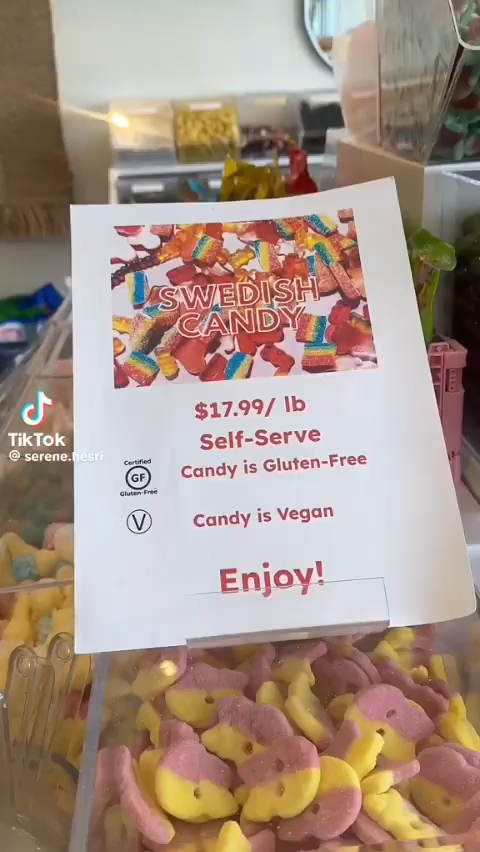 SWEDISH
CANDY
$17.99/ lb
Self-Serve
Certified
GF
Gluten-Free
Candy is Gluten-Free
V
Candy is Vegan
Enjoy!
TikTok
@ serene.nesri